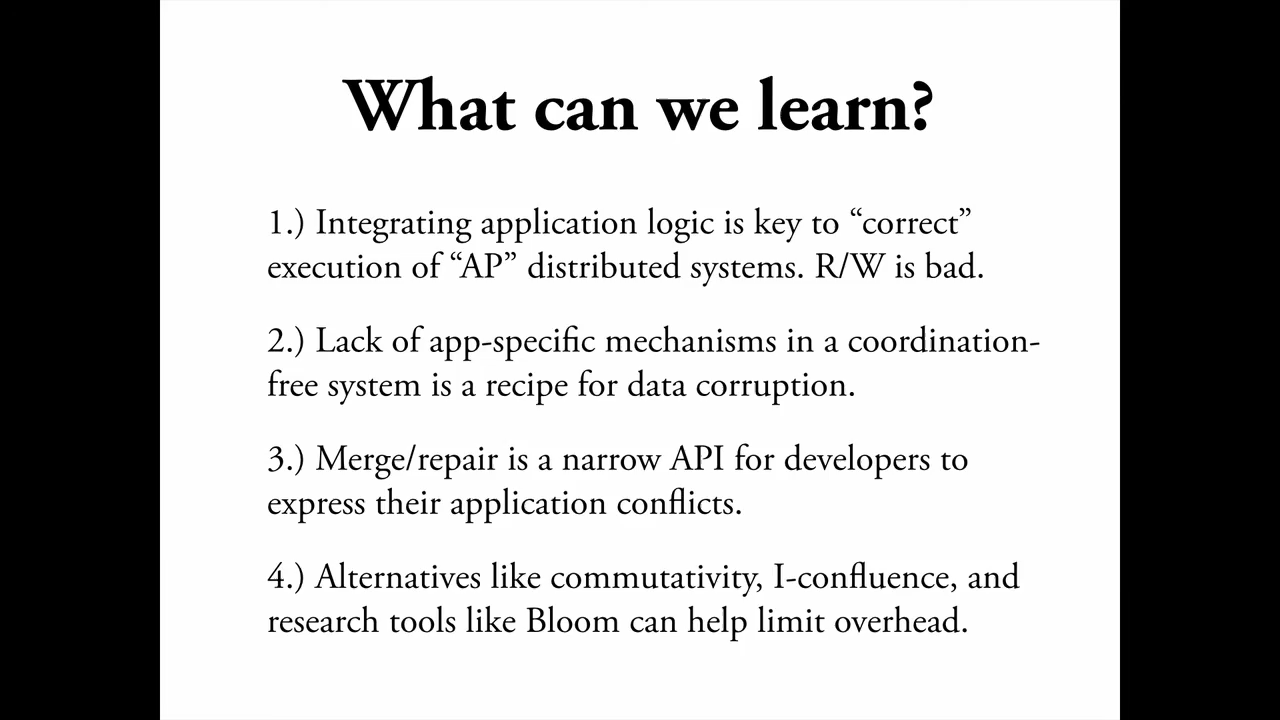 What can we learn?
1.) Integrating application logic is key to “correct”
execution of “AP” distributed systems. R/W is bad.
2.) Lack of app-specific mechanisms in a coordination-
free system is a recipe for data corruption.
3.) Merge/repair is a narrow API for developers to
express their application conflicts.
4.) Alternatives like commutativity, I-confluence, and
research tools like Bloom can help limit overhead.